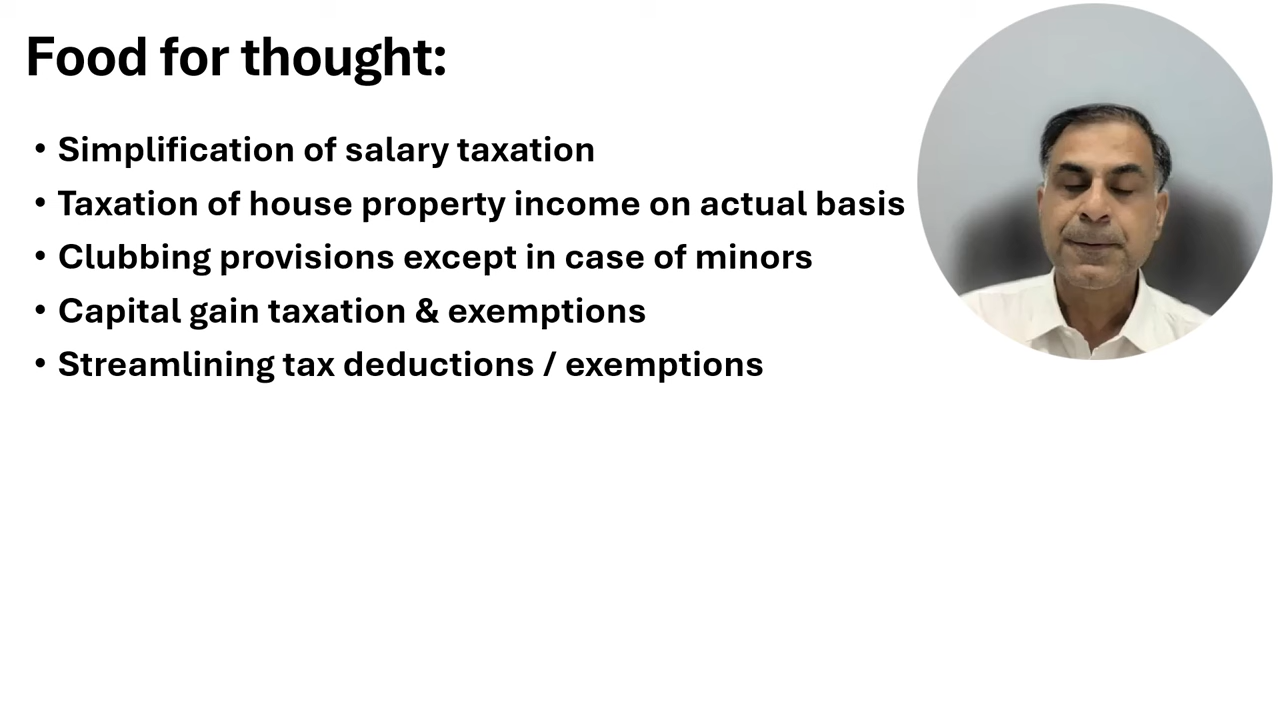 Food for thought:
• Simplification of salary taxation
• Taxation of house property income on actual basis
• Clubbing provisions except in case of minors
• Capital gain taxation & exemptions
• Streamlining tax deductions / exemptions